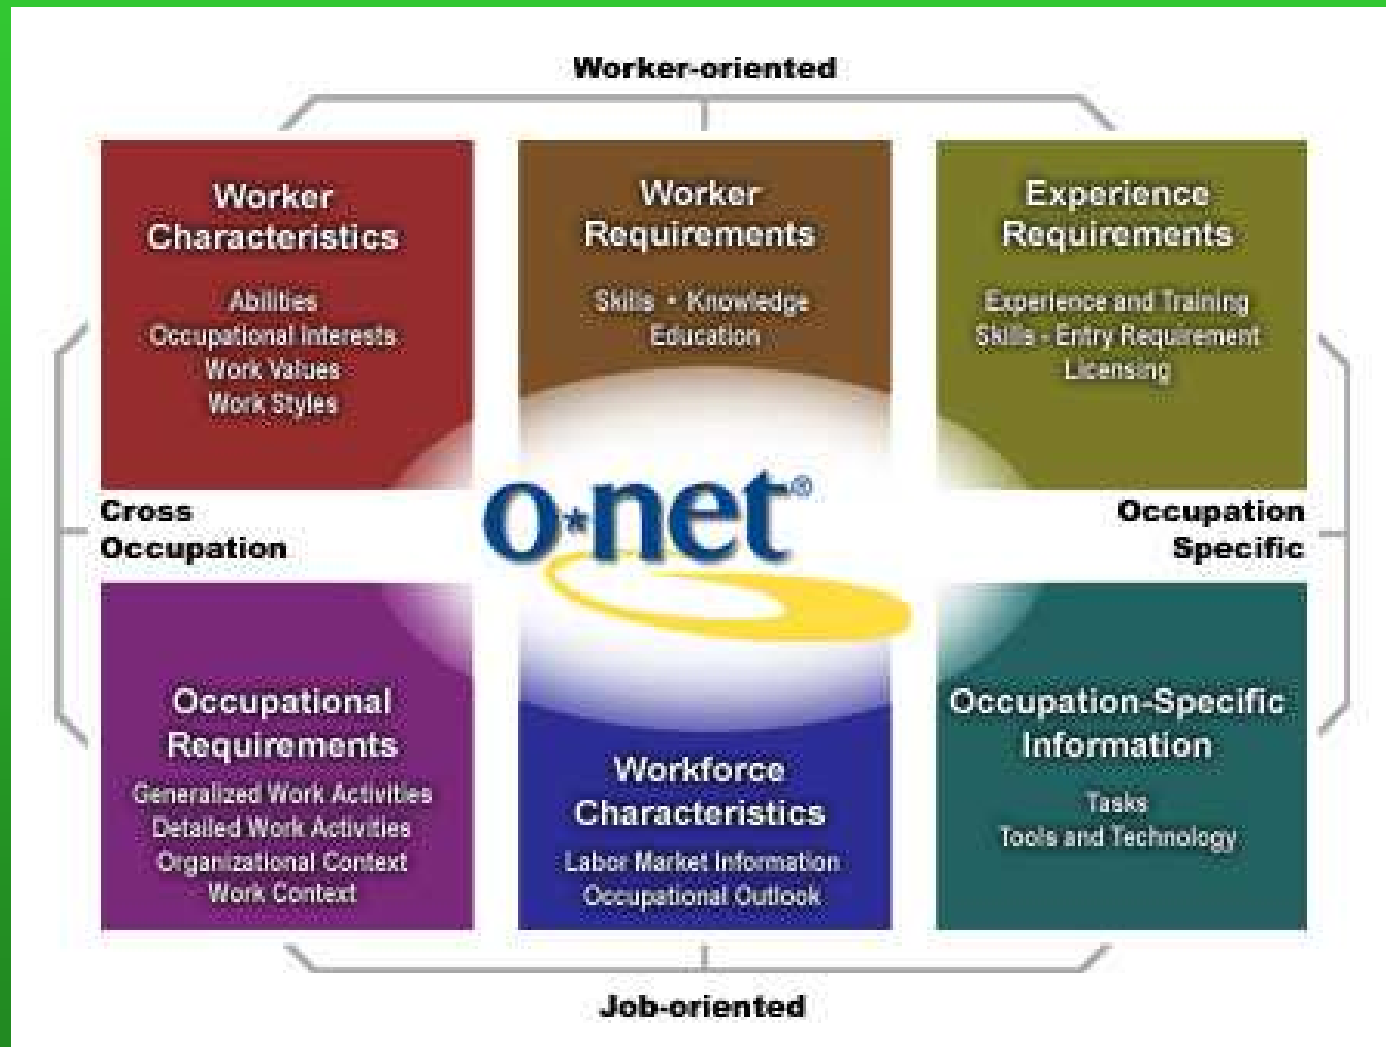 Worker-oriented
Worker
Characteristics
Abilities
Occupational Interests
Work Values
Work Styles
Worker
Requirements
Skills • Knowledge
Education
Experience
Requirements
Experience and Training
Skills - Entry Requirement
Licensing
Cross
Occupation
o*net®
Occupation
Specific
Occupational
Requirements
Generalized Work Activities
Detailed Work Activities
Organizational Context
Work Context
Workforce
Characteristics
Labor Market Information
Occupational Outlook
Occupation-Specific
Information
Tasks
Tools and Technology
Job-oriented